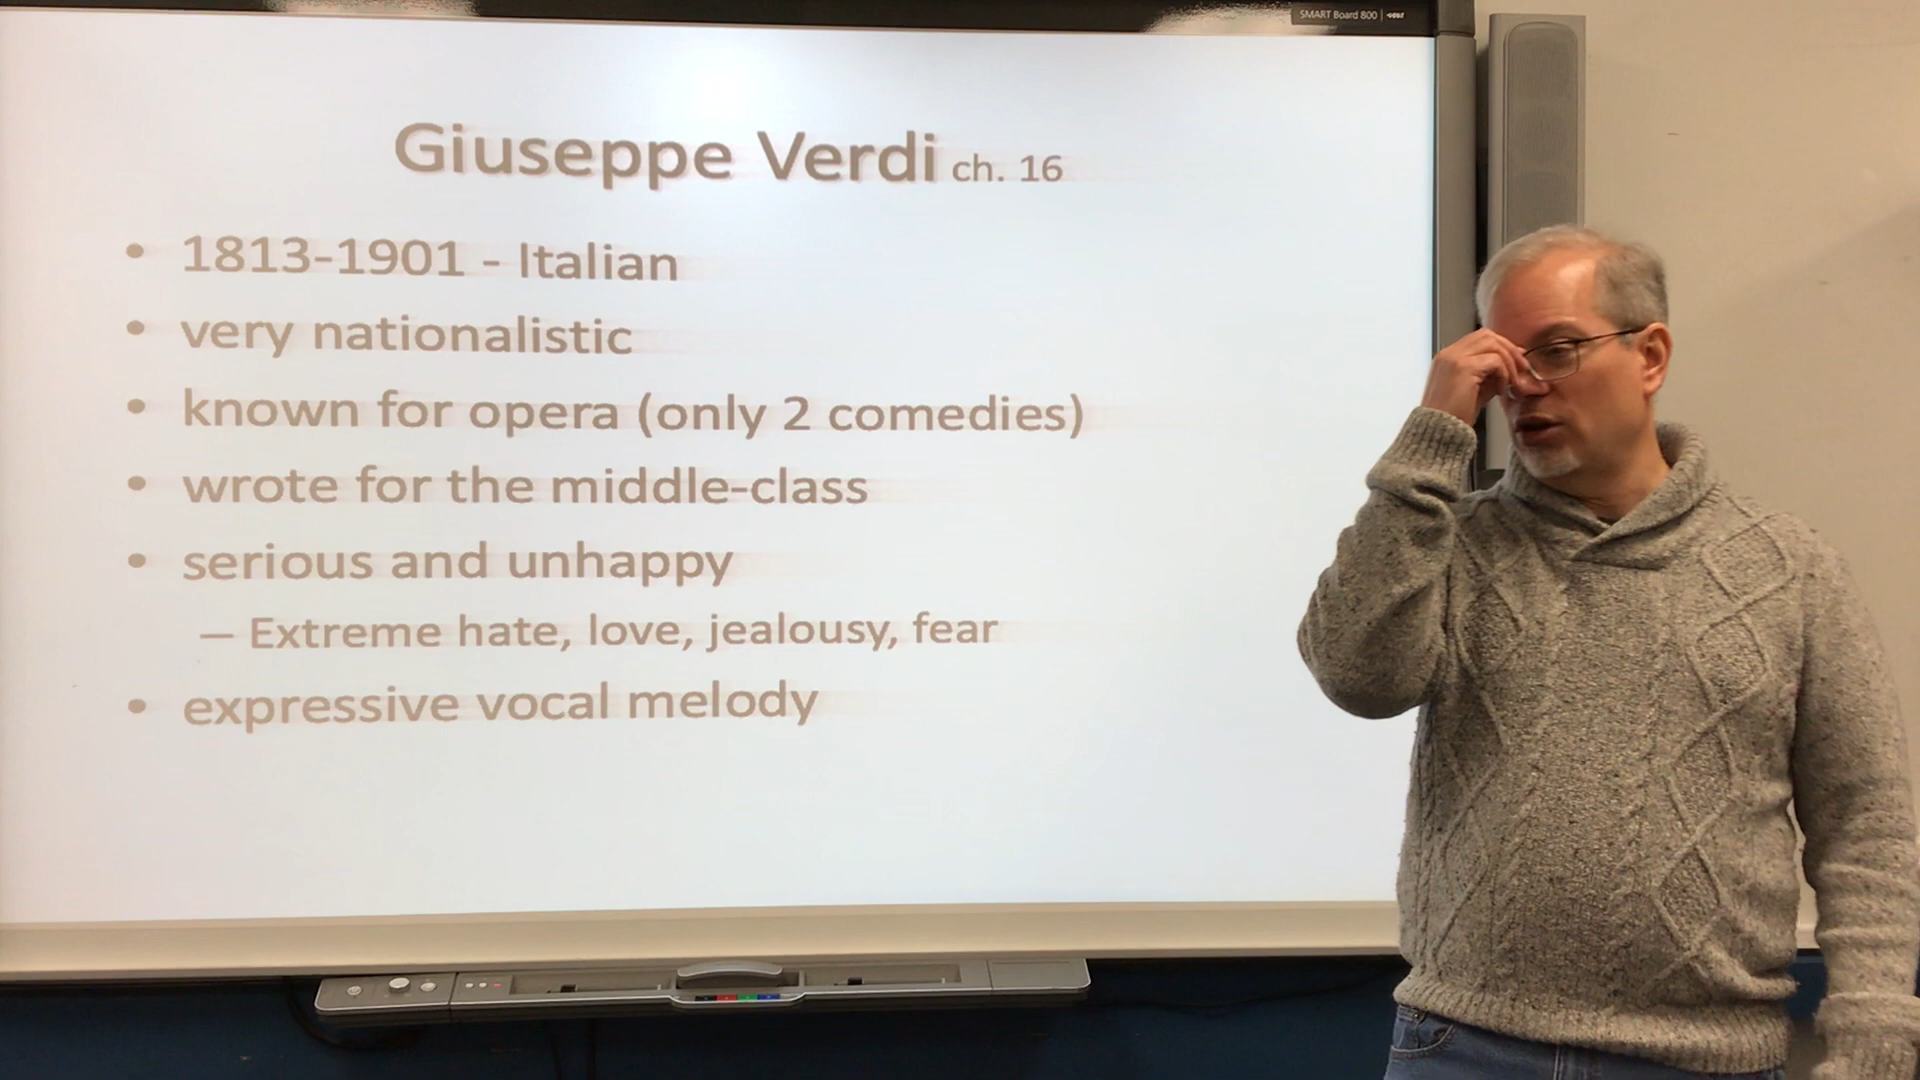 SMART Board 800
Giuseppe Verdi ch. 16
• 1813-1901 - Italian
• very nationalistic
• known for opera (only 2 comedies)
• wrote for the middle-class
• serious and unhappy
– Extreme hate, love, jealousy, fear
• expressive vocal melody